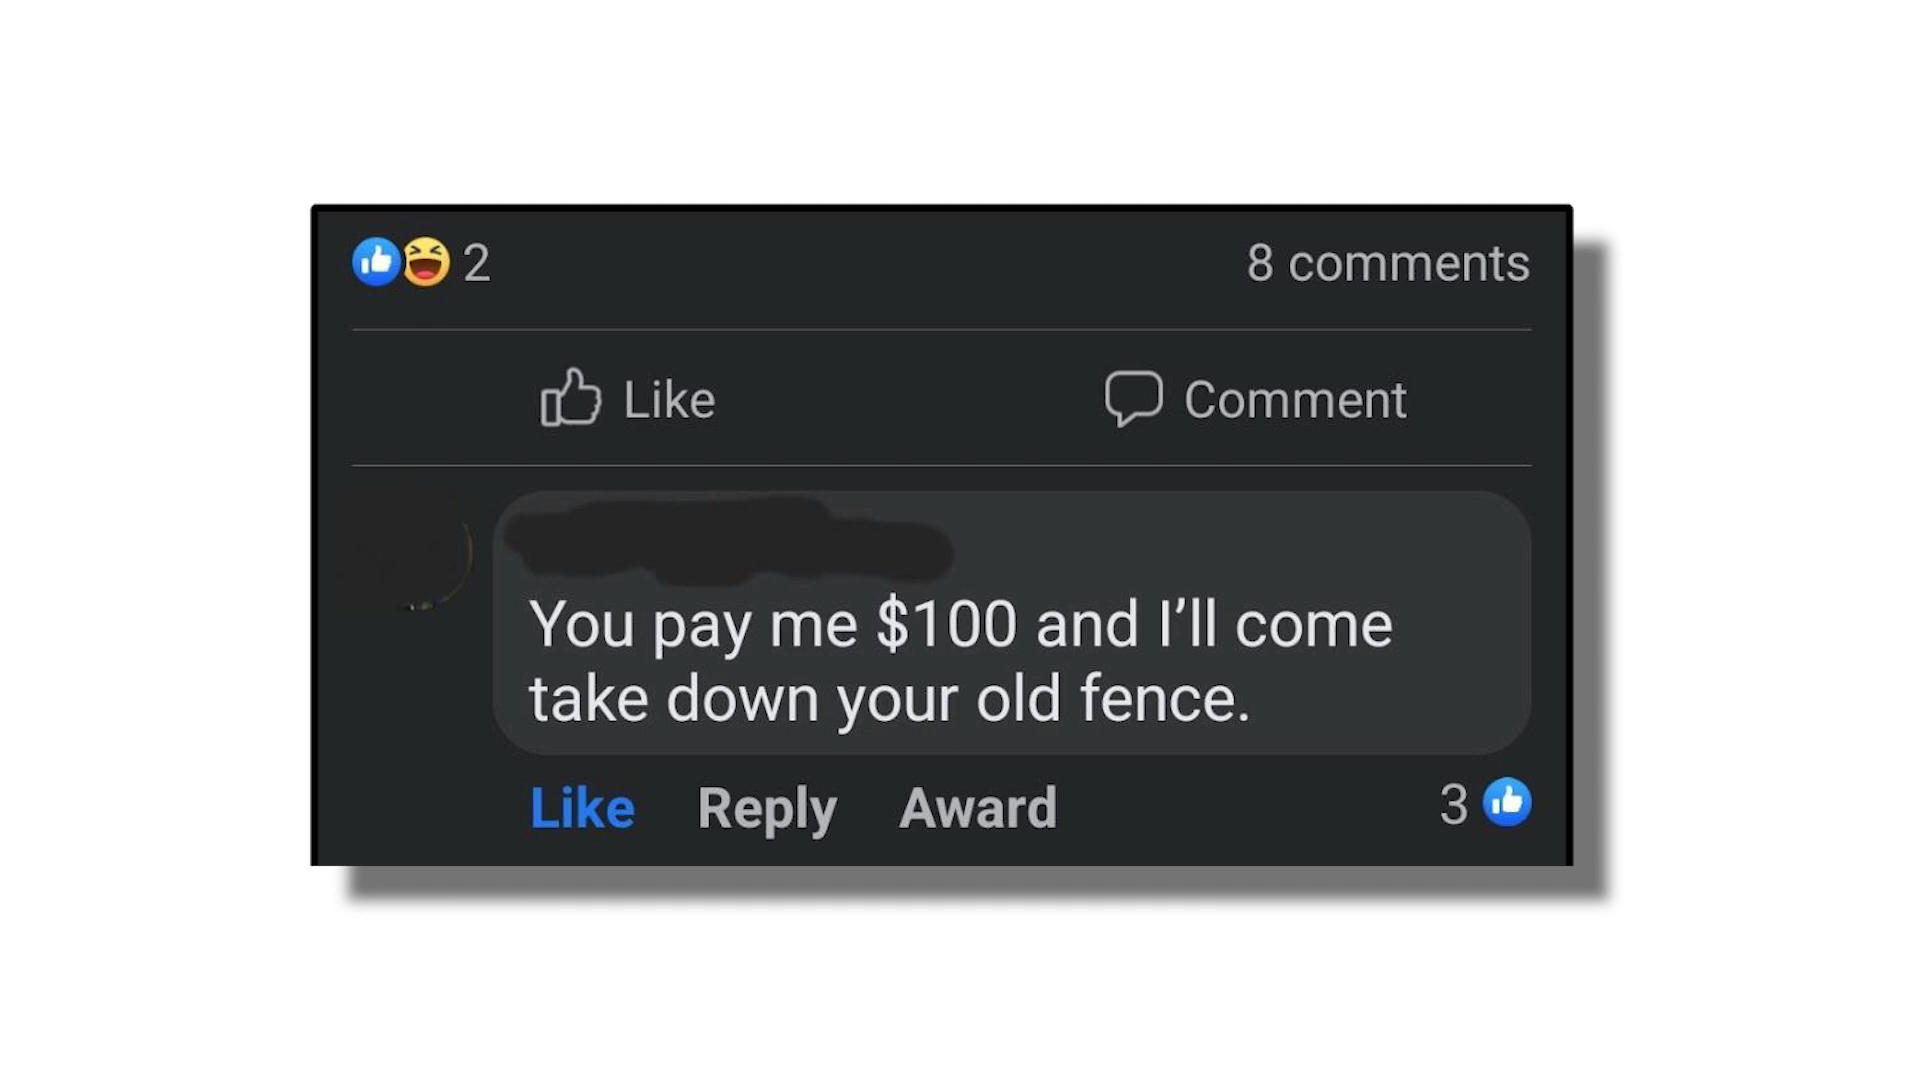 2 8 comments
Like Comment
You pay me $100 and I’ll come
take down your old fence.
Like Reply Award 3